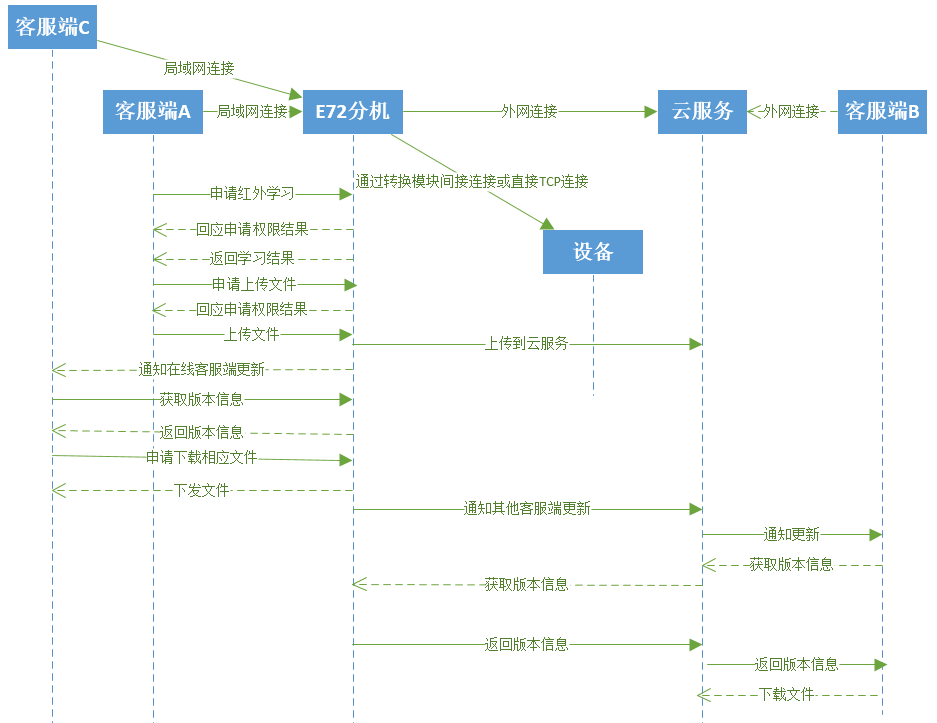 客服端C
局域网连接
客服端A
局域网连接
E72分机
外网连接
云服务
外网连接
客服端B
通过转换模块间接连接或直接TCP连接
申请红外学习
回应申请权限结果
设备
返回学习结果
申请上传文件
回应申请权限结果
上传文件
上传到云服务
通知在线客服端更新
获取版本信息
返回版本信息
申请下载相应文件
下发文件
通知其他客服端更新
通知更新
获取版本信息
获取版本信息
返回版本信息
返回版本信息
下载文件